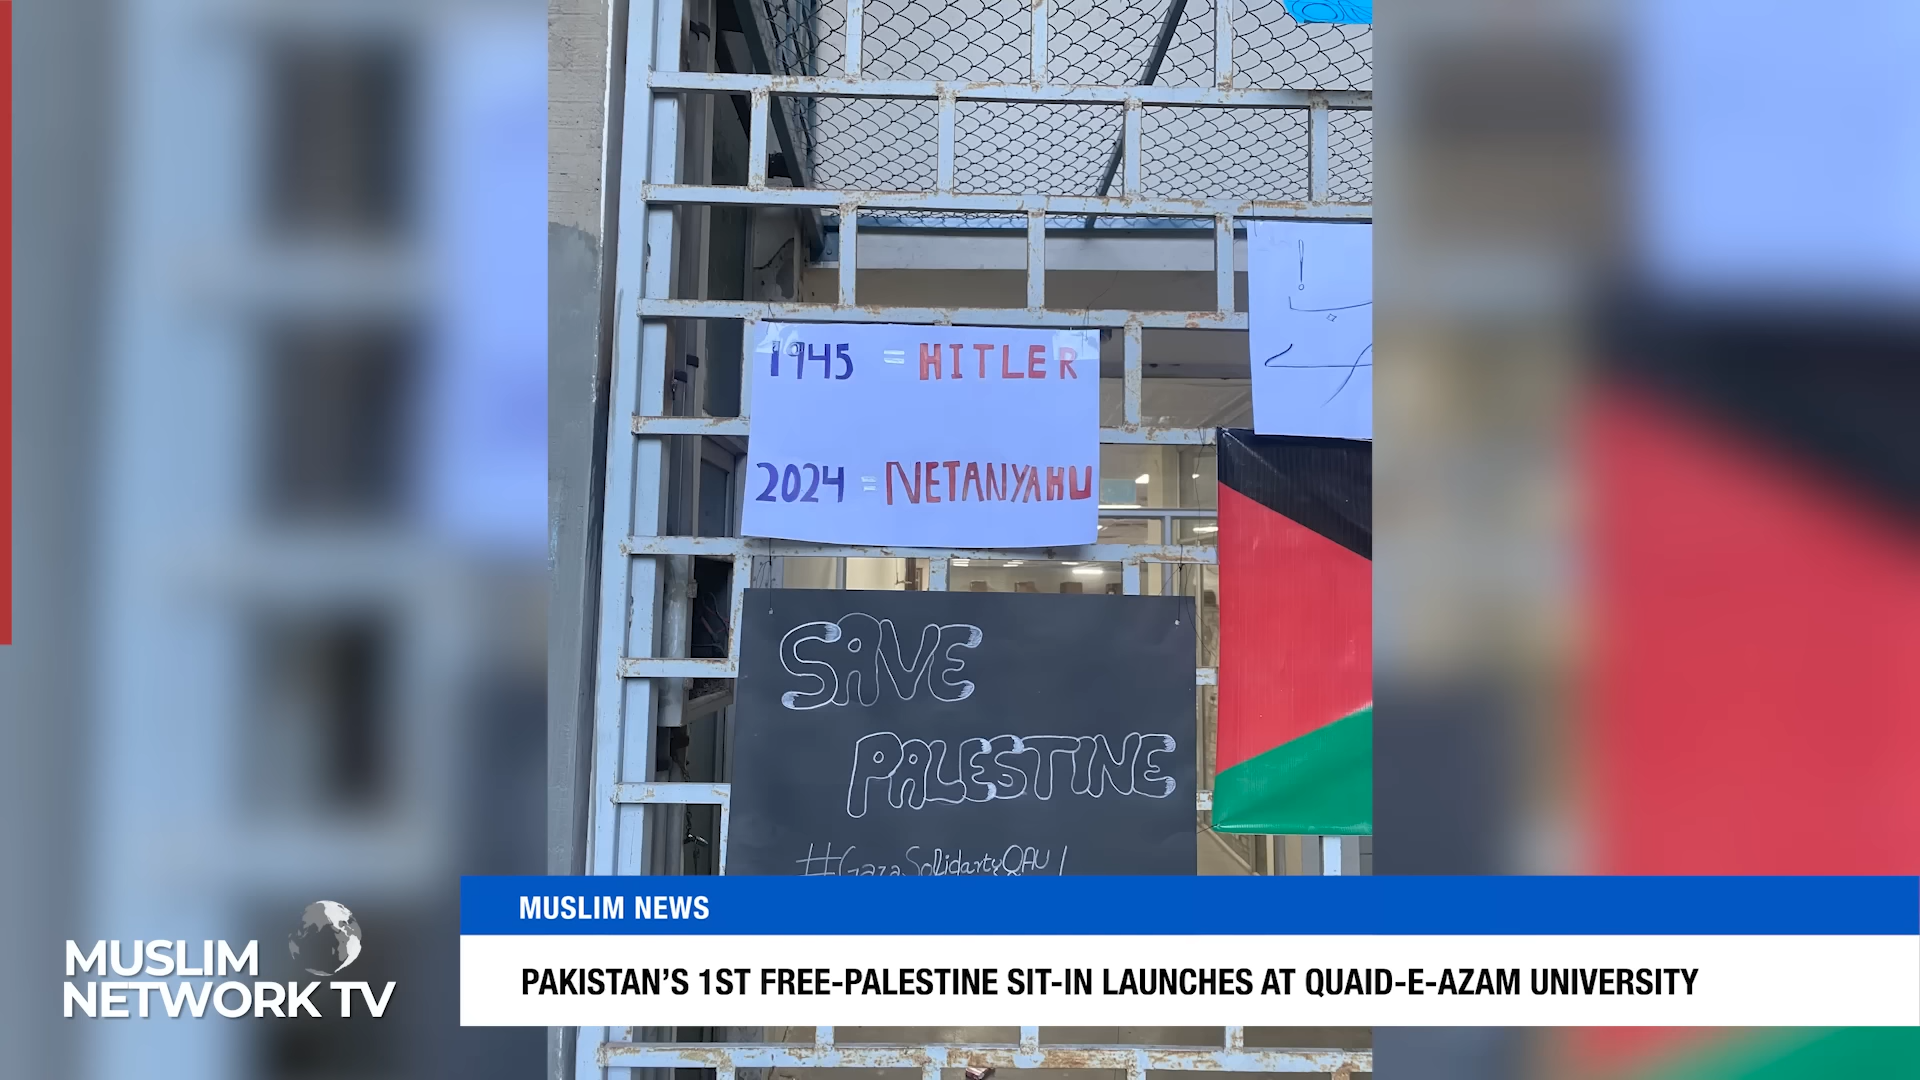 1945 = HITLER
2024 = NETANYAHU
SAVE
PALESTINE
#GazaSolidartyQAU
MUSLIM NEWS
PAKISTAN'S 1ST FREE-PALESTINE SIT-IN LAUNCHES AT QUAID-E-AZAM UNIVERSITY
MUSLIM
NETWORK TV